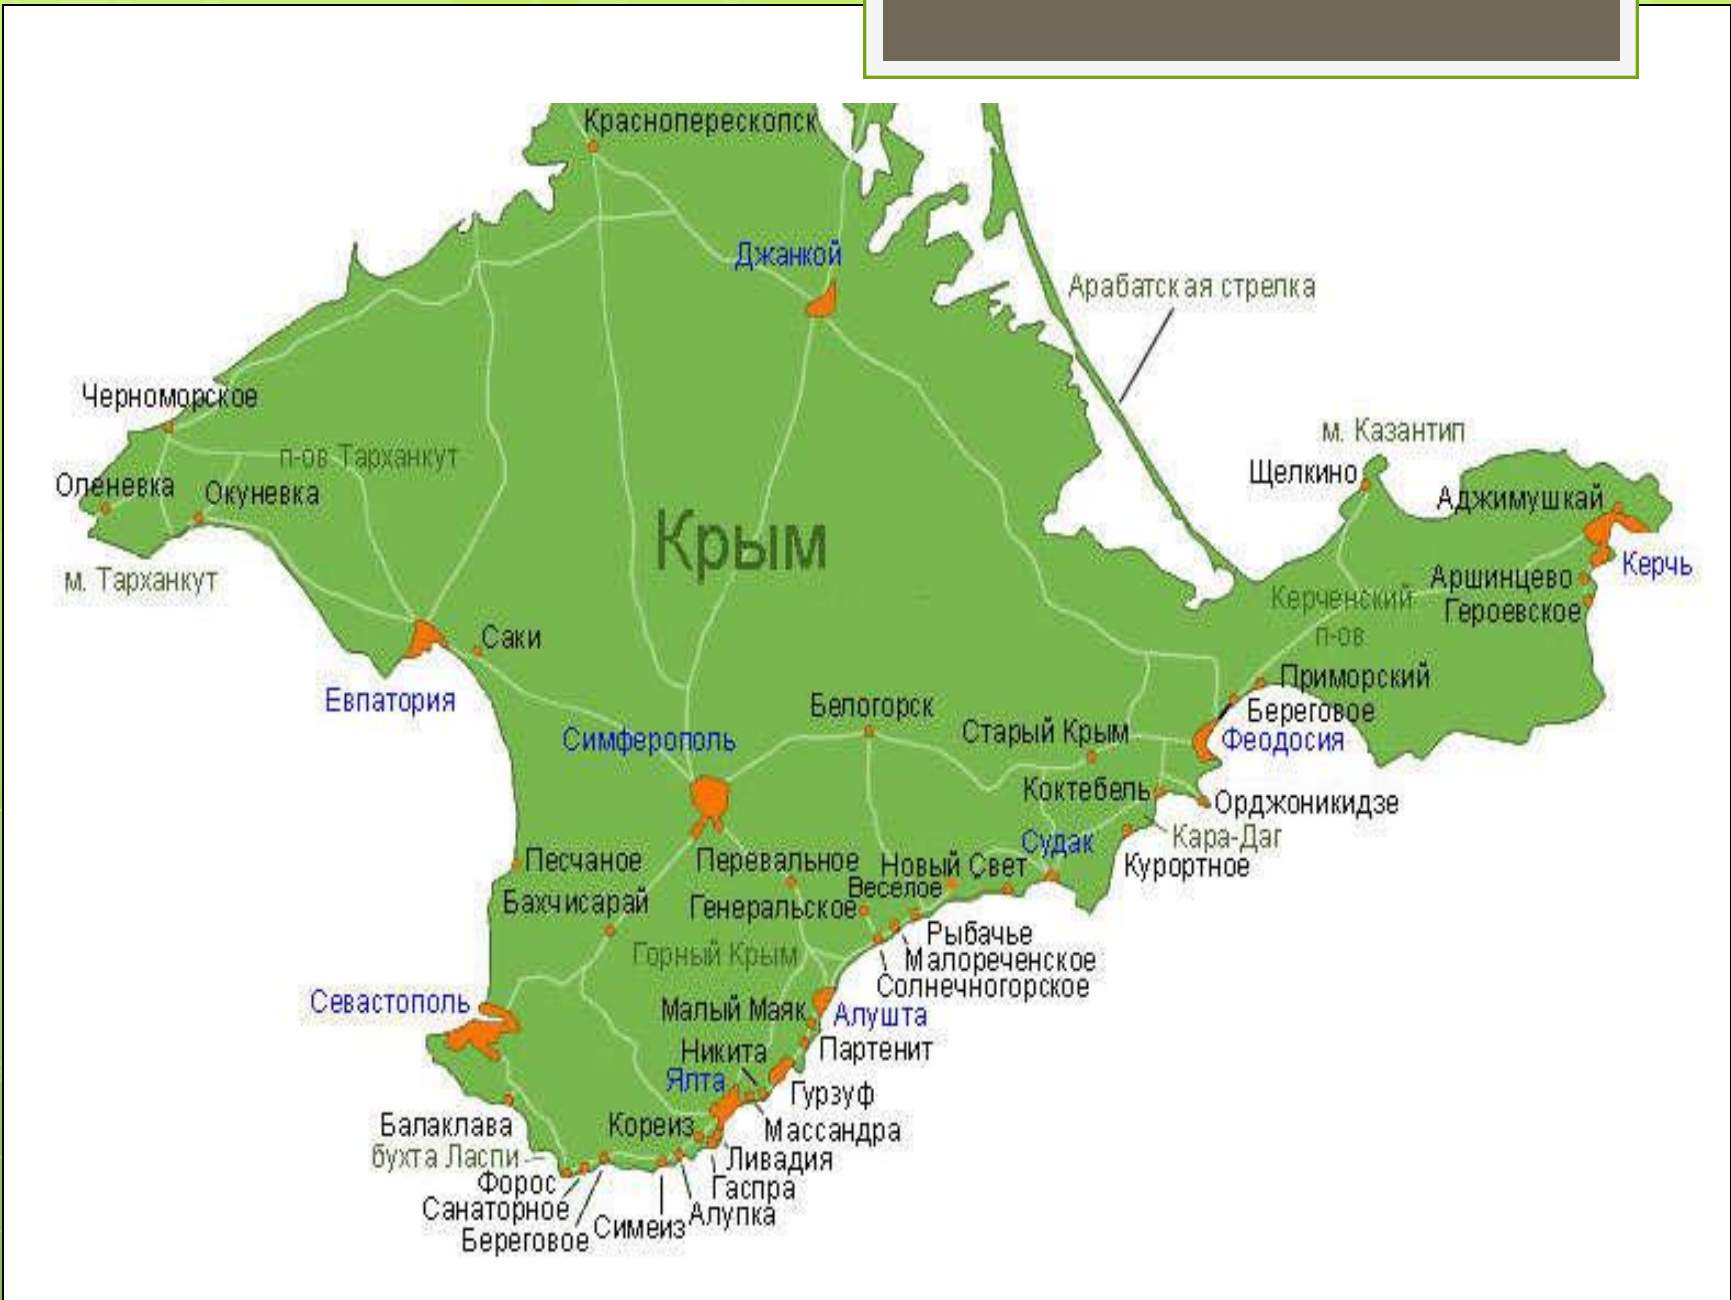 Красноперескопск
Джанкой
Арабатская стрелка
Черноморское
м. Казантип
п-ов Тарханкут
Щелкино
Оленевка
Окуневка
Аджимушкай
Крым
Керчь
м. Тарханкут
Аршинцево
Керченский
п-ов
Героевское
Саки
Приморский
Евпатория
Белогорск
Береговое
Старый Крым
Симферополь
Феодосия
Коктебель
Орджоникидзе
Кара-Даг
Судак
Песчаное
Перевальное
Новый Свет
Курортное
Веселое
Бахчисарай
Генеральское
Рыбачье
Горный Крым
Малореченское
Солнечногорское
Севастополь
Малый Маяк
Алушта
Никита
Партенит
Ялта
Гурзуф
Балаклава
Кореиз
Массандра
бухта Ласпи
Ливадия
Форос
Гаспра
Санаторное
Алупка
Симеиз
Береговое